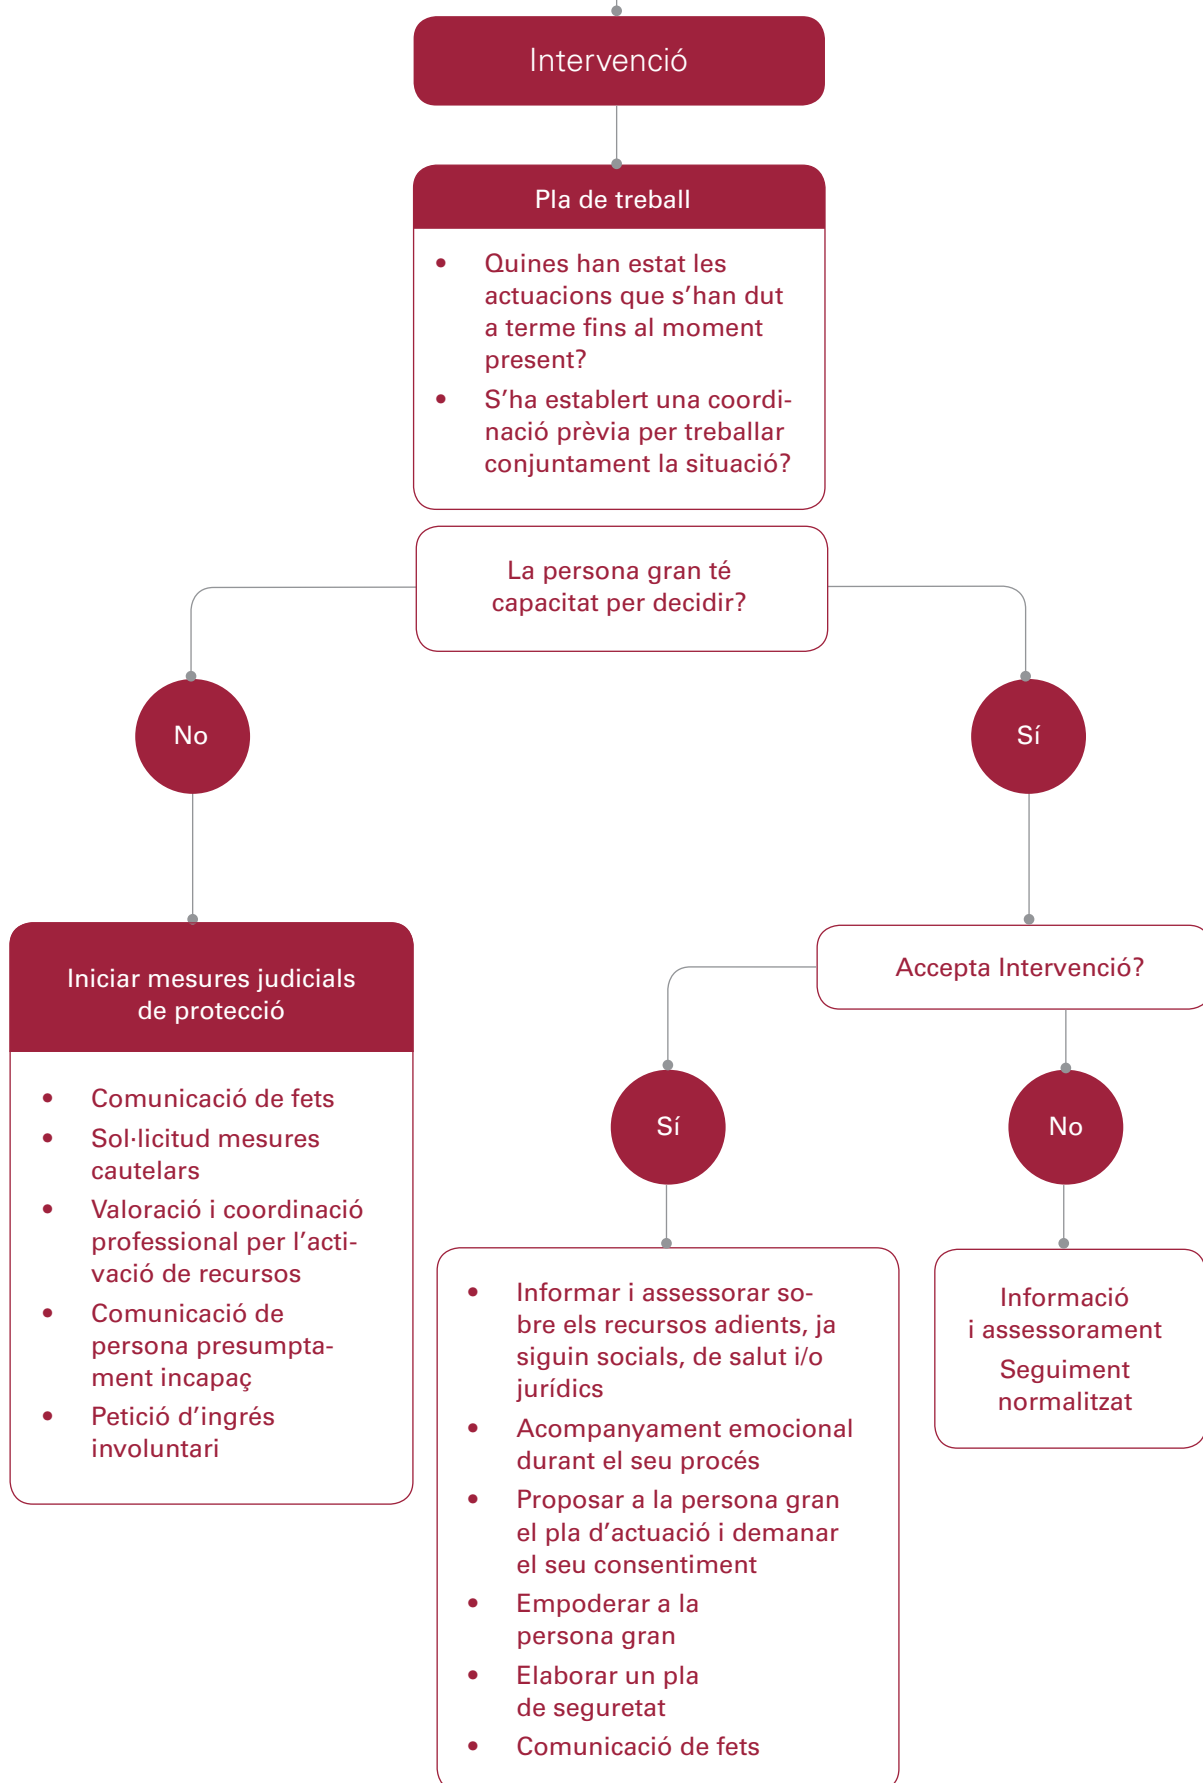 Intervenció
Pla de treball
• Quines han estat les
actuacions que s’han dut
a terme fins al moment
present?
• S’ha establert una coordi-
nació prèvia per treballar
conjuntament la situació?
La persona gran té
capacitat per decidir?
No
Sí
Iniciar mesures judicials
de protecció
• Comunicació de fets
• Sol·licitud mesures
cautelars
• Valoració i coordinació
professional per l’acti-
vació de recursos
• Comunicació de
persona presumpta-
ment incapaç
• Petició d’ingrés
involuntari
Accepta Intervenció?
Sí
No
• Informar i assessorar so-
bre els recursos adients, ja
siguin socials, de salut i/o
jurídics
• Acompanyament emocional
durant el seu procés
• Proposar a la persona gran
el pla d’actuació i demanar
el seu consentiment
• Empoderar a la
persona gran
• Elaborar un pla
de seguretat
• Comunicació de fets
Informació
i assessorament
Seguiment
normalitzat